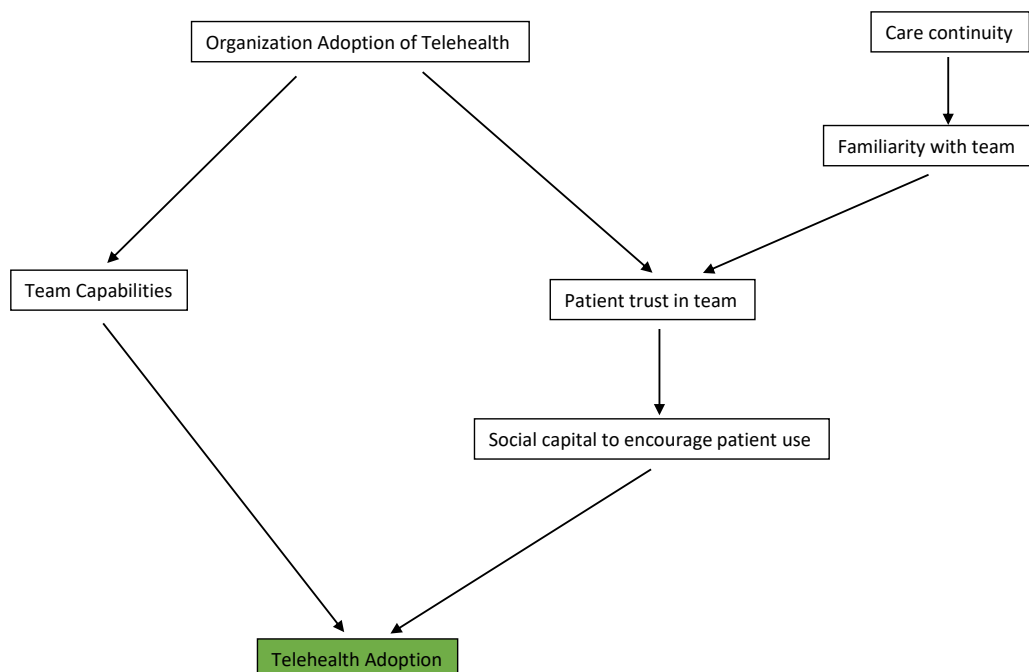 Organization Adoption of Telehealth
Care continuity
Familiarity with team
Team Capabilities
Patient trust in team
Social capital to encourage patient use
Telehealth Adoption